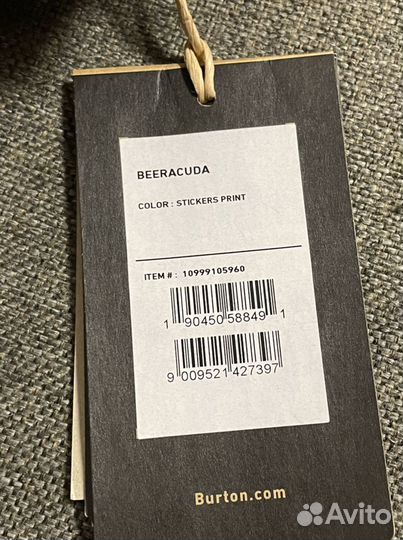 BEERACUDA
COLOR : STICKERS PRINT
ITEM # : 10999105960
1 90450 58849 1
9 009521 427397
Burton.com
Avito